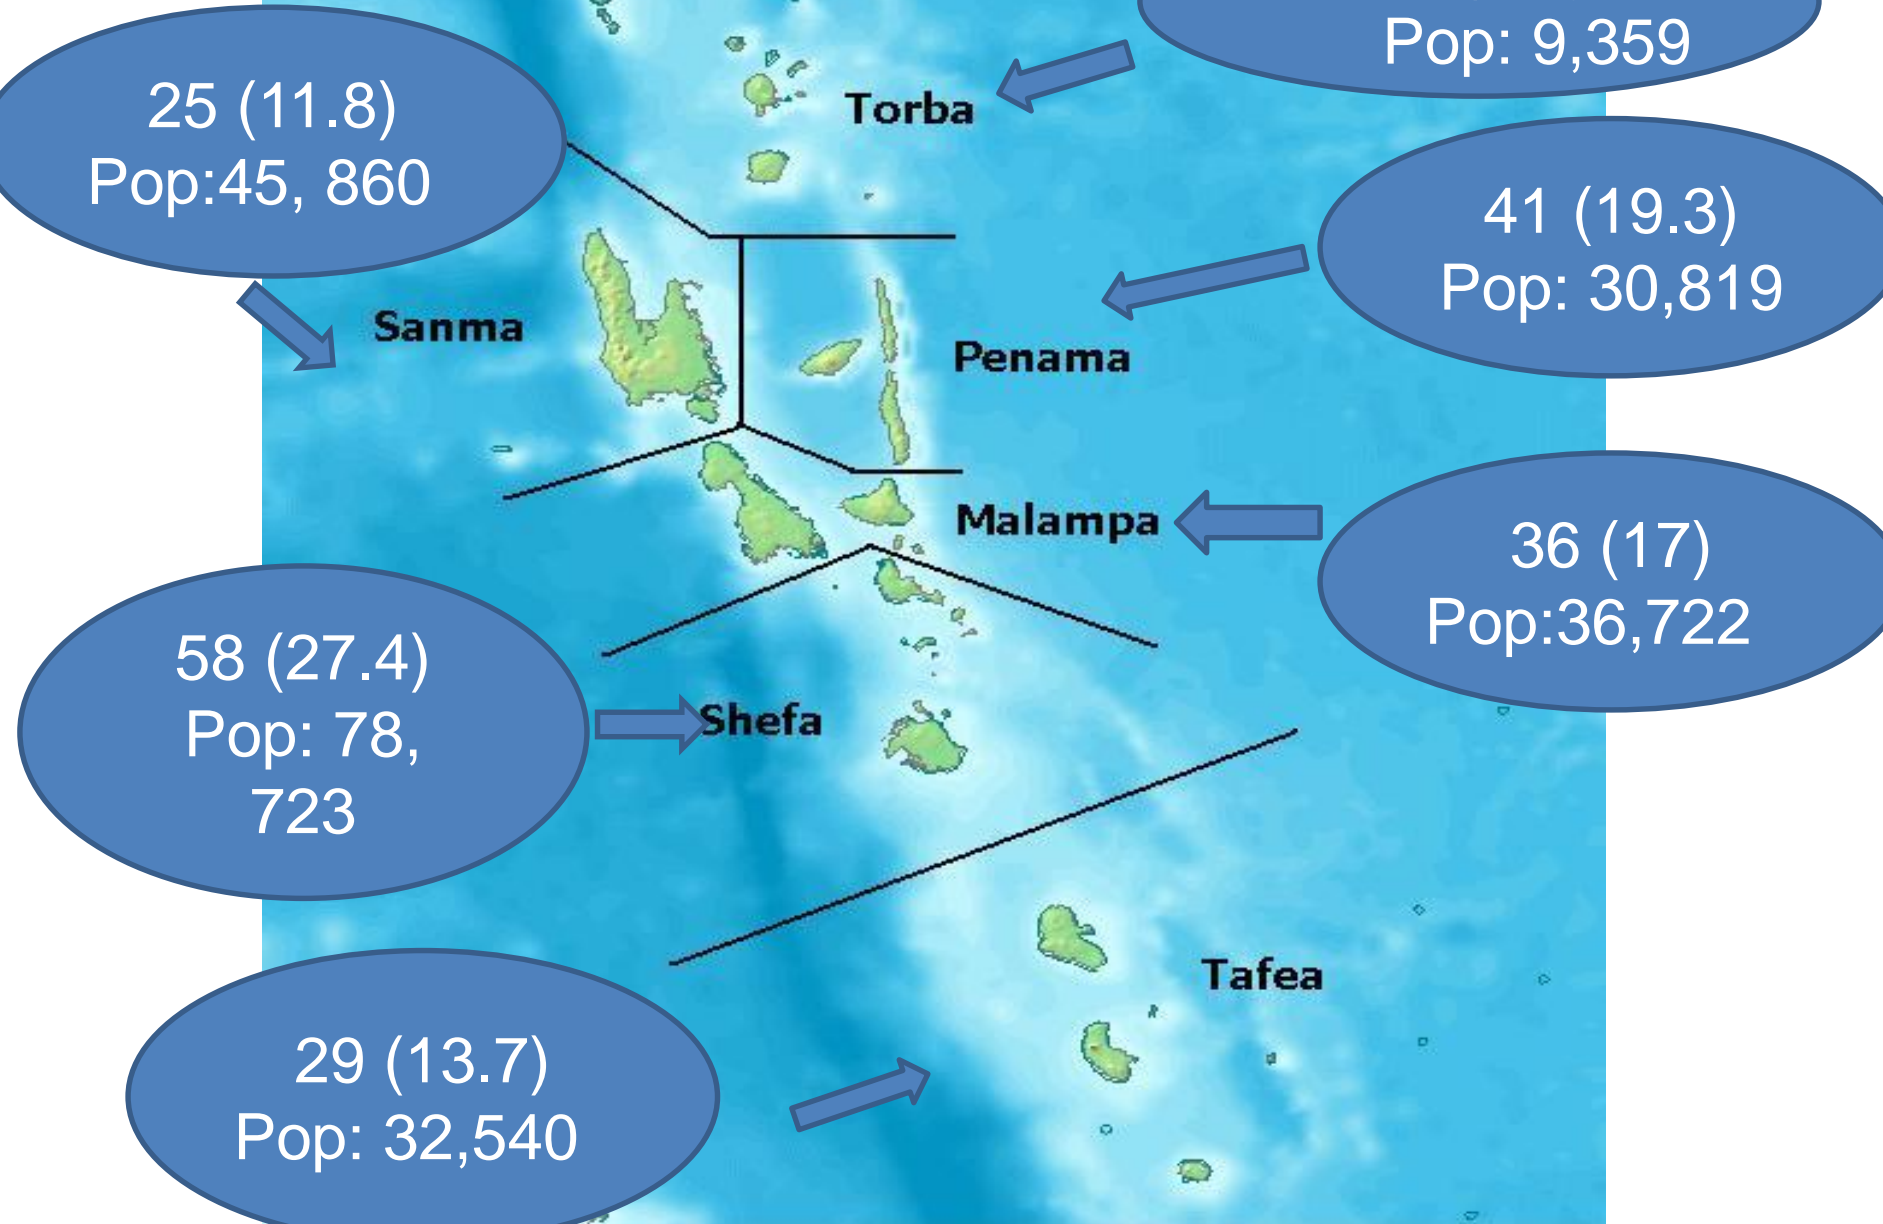 Pop: 9,359
25 (11.8)
Pop:45, 860
Torba
41 (19.3)
Pop: 30,819
Sanma
Penama
Malampa
36 (17)
Pop:36,722
58 (27.4)
Pop: 78,
723
Shefa
Tafea
29 (13.7)
Pop: 32,540